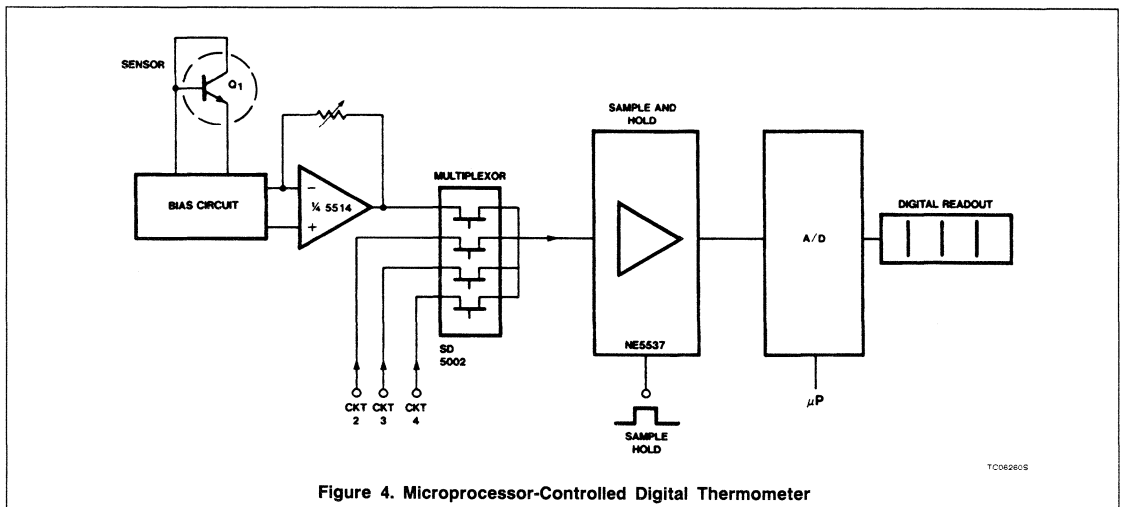 SENSOR
Q1
BIAS CIRCUIT
−
¼ 5514
+
MULTIPLEXOR
SD
5002
CKT
2
CKT
3
CKT
4
SAMPLE AND
HOLD
NE5537
SAMPLE
HOLD
A/D
μP
DIGITAL READOUT
TC06260S
Figure 4. Microprocessor-Controlled Digital Thermometer